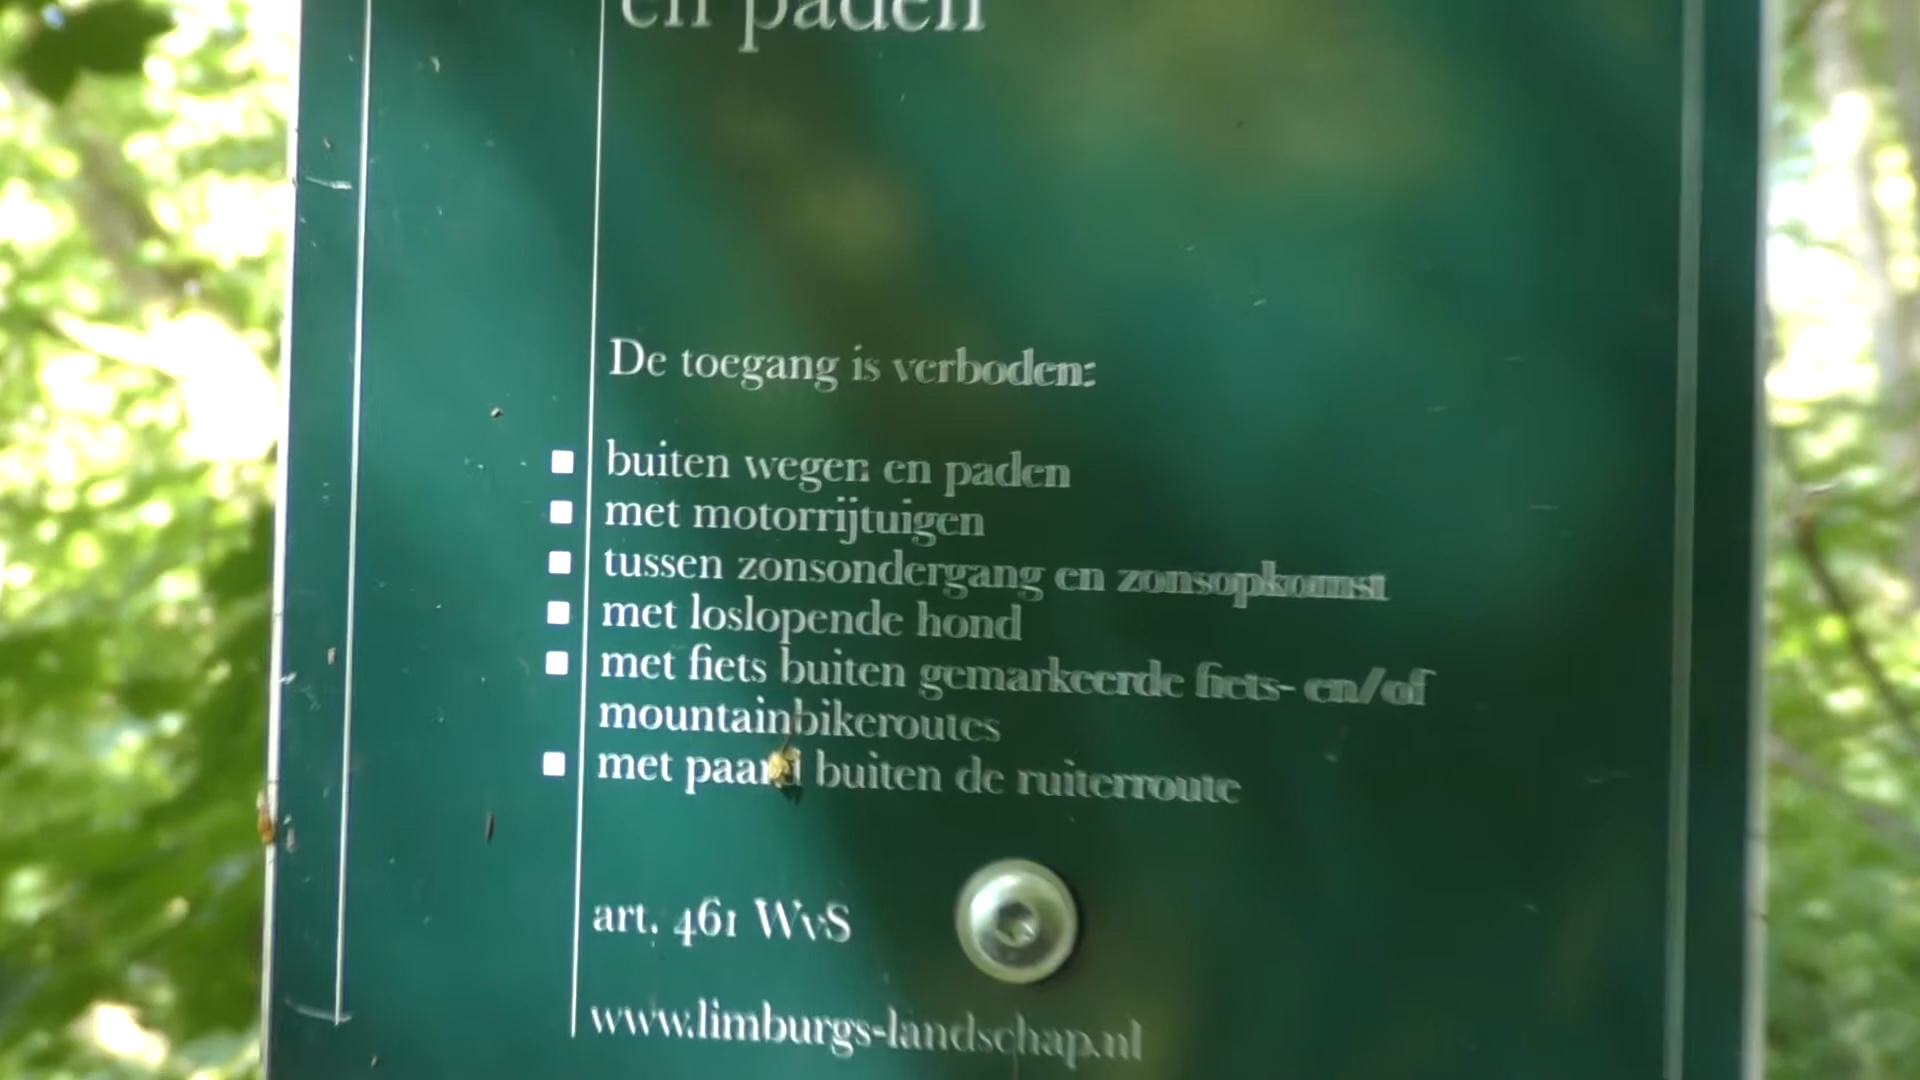 en paden
De toegang is verboden:
buiten wegen en paden
met motorrijtuigen
tussen zonsondergang en zonsopkomst
met loslopende hond
met fiets buiten gemarkeerde fiets- en/of
mountainbikeroutes
met paard buiten de ruiterroute
art. 461 WvS
www.limburgs-landschap.nl